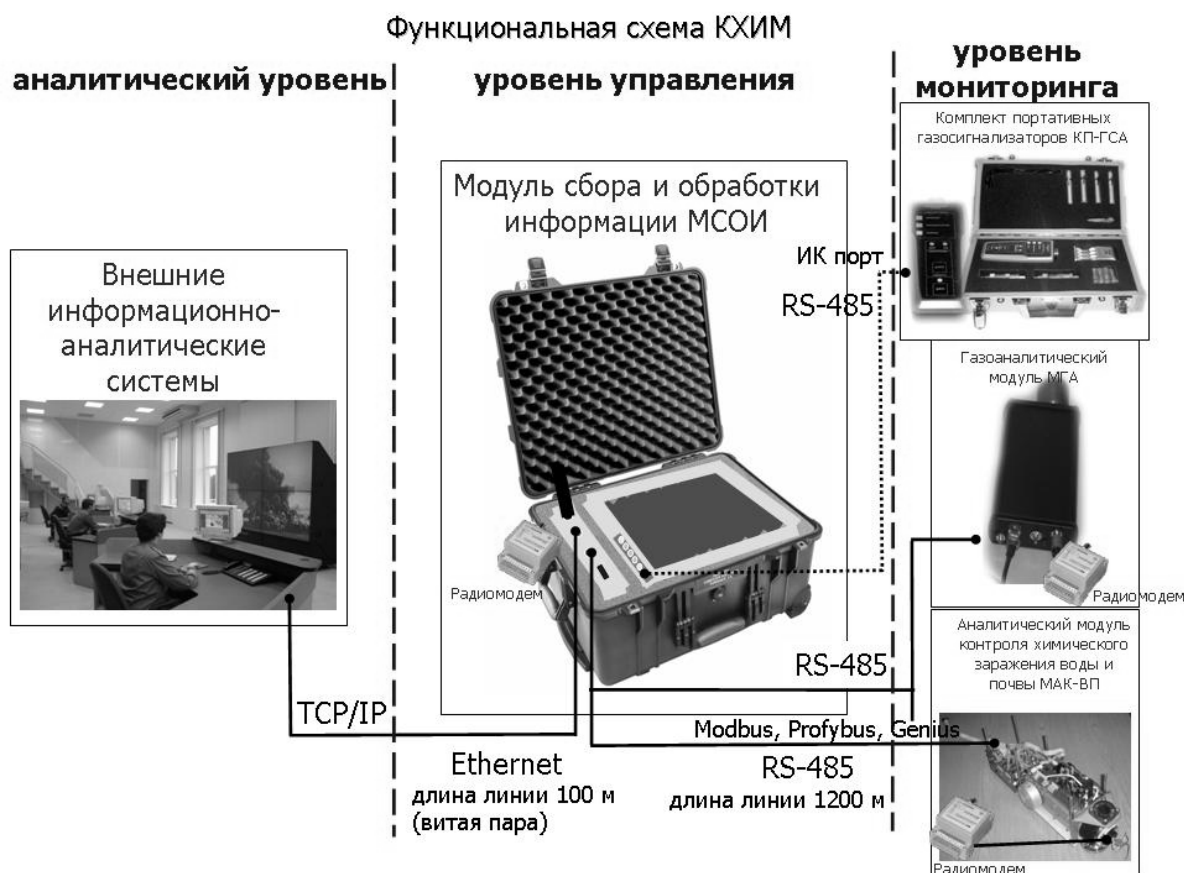 Функциональная схема КХИМ
аналитический уровень
уровень управления
уровень
мониторинга
Внешние
информационно-
аналитические
системы
TCP/IP
Модуль сбора и обработки
информации МСОИ
Радиомодем
Ethernet
длина линии 100 м
(витая пара)
ИК порт
RS-485
RS-485
Modbus, Profybus, Genius
RS-485
длина линии 1200 м
Комплект портативных
газосигнализаторов КП-ГСА
Газоаналитический
модуль МГА
Радиомодем
Аналитический модуль
контроля химического
заражения воды и
почвы МАК-ВП
Радиомодем